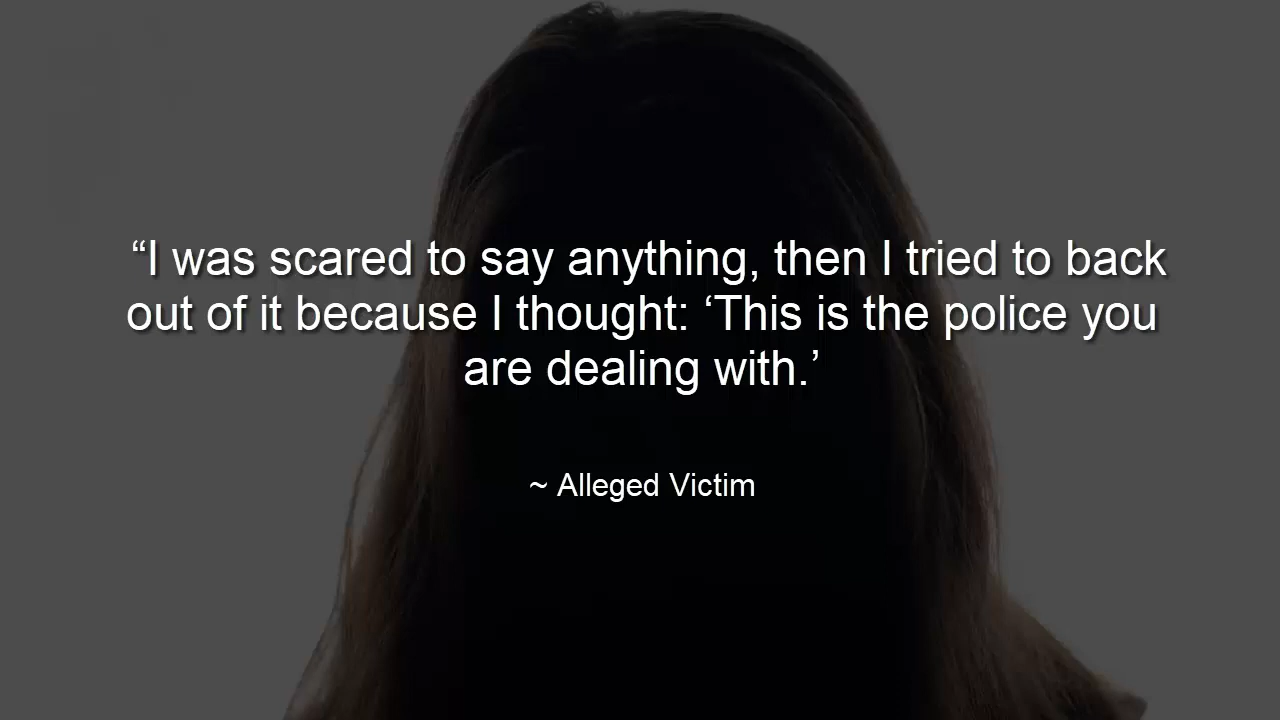 “I was scared to say anything, then I tried to back
out of it because I thought: ‘This is the police you
are dealing with.’
~ Alleged Victim